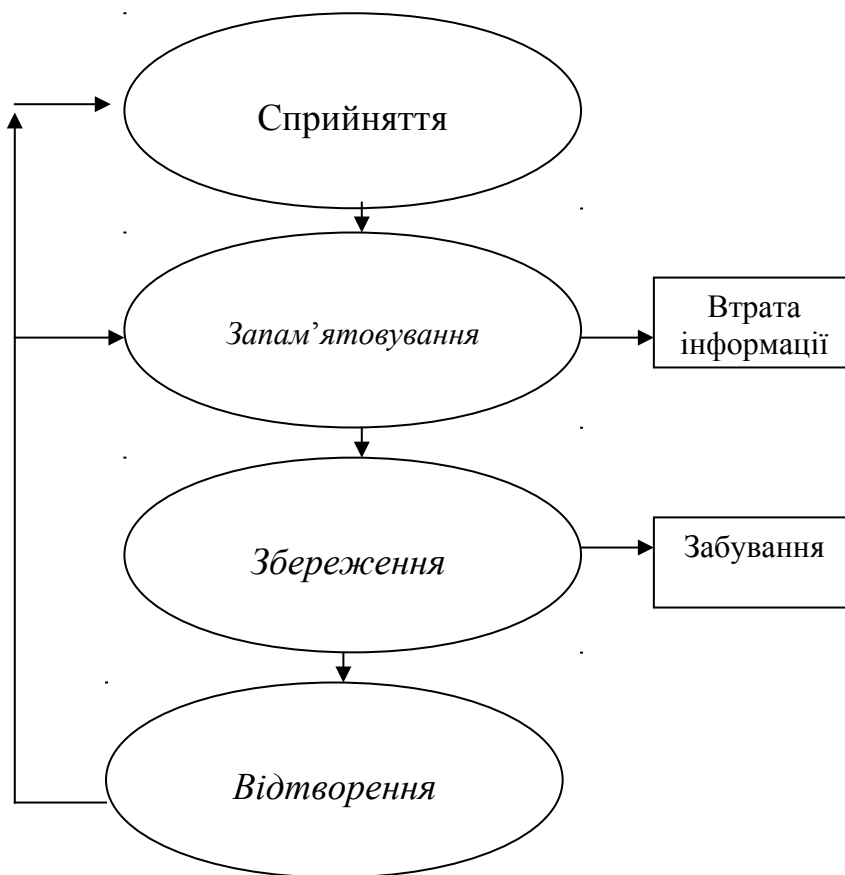 Сприйняття
Запам’ятовування
Втрата
інформації
Збереження
Забування
Відтворення